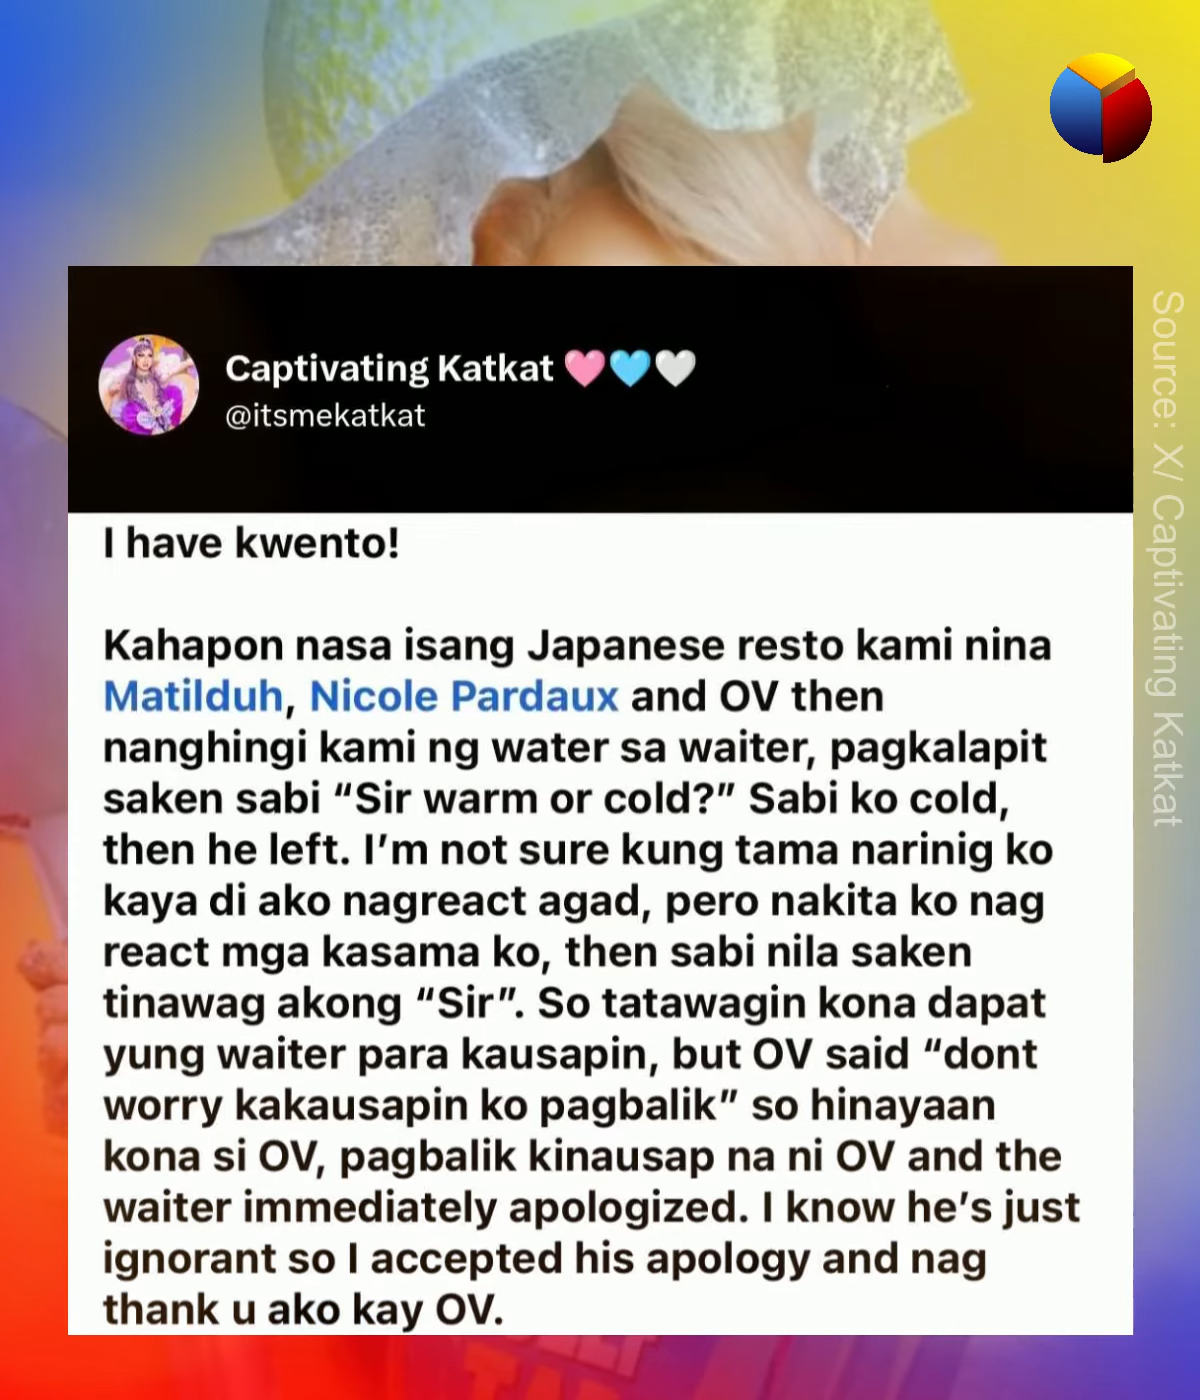 Captivating Katkat 🩷🩵🤍
@itsmekatkat
I have kwento!
Kahapon nasa isang Japanese resto kami nina
Matilduh, Nicole Pardaux and OV then
nanghingi kami ng water sa waiter, pagkalapit
saken sabi “Sir warm or cold?” Sabi ko cold,
then he left. I’m not sure kung tama narinig ko
kaya di ako nagreact agad, pero nakita ko nag
react mga kasama ko, then sabi nila saken
tinawag akong “Sir”. So tatawagin kona dapat
yung waiter para kausapin, but OV said “dont
worry kakausapin ko pagbalik” so hinayaan
kona si OV, pagbalik kinausap na ni OV and the
waiter immediately apologized. I know he’s just
ignorant so I accepted his apology and nag
thank u ako kay OV.
Source: X/ Captivating Katkat